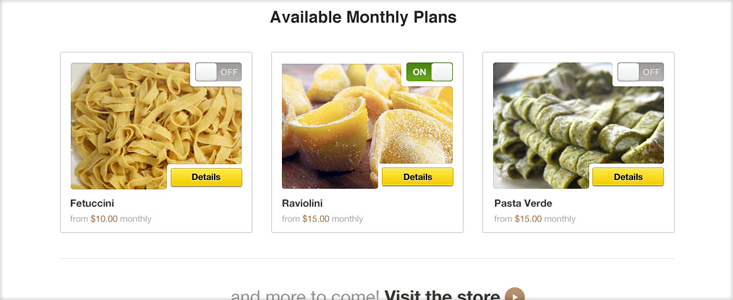 Available Monthly Plans
OFF
ON
OFF
Details
Details
Details
Fetuccini
Raviolini
Pasta Verde
from $10.00 monthly
from $15.00 monthly
from $15.00 monthly
and more to come! Visit the store